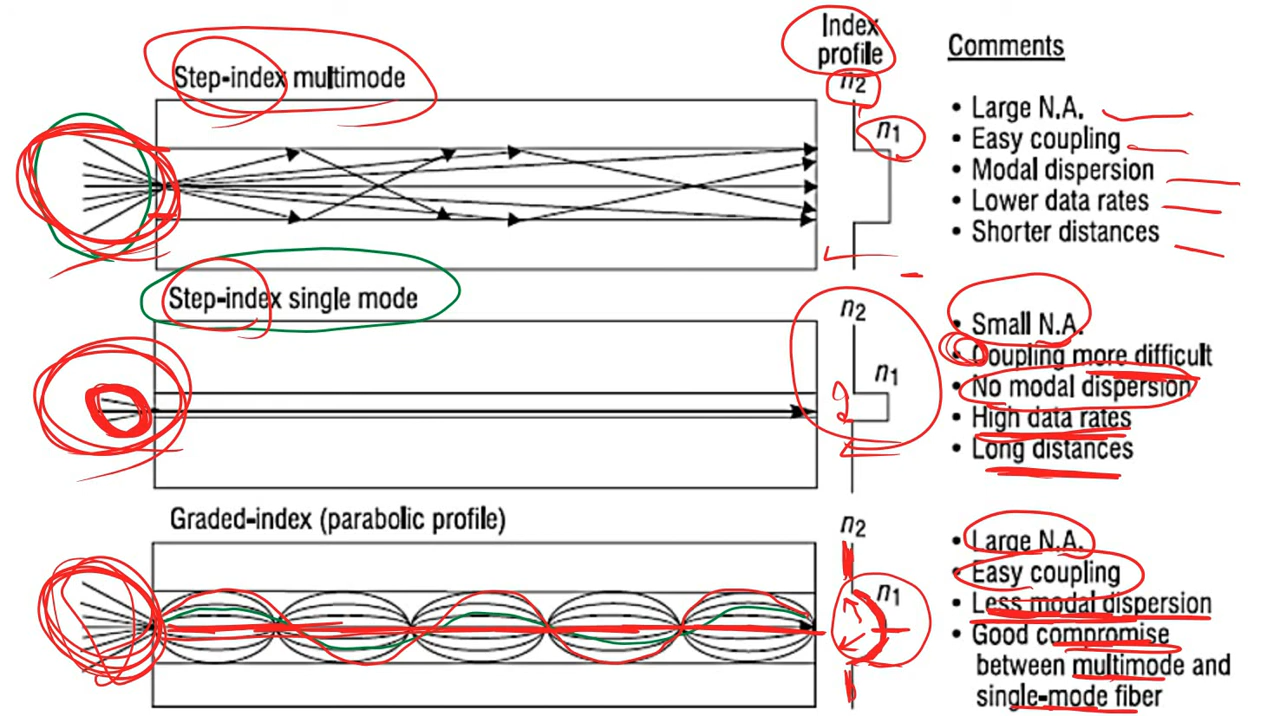 Index
profile
Comments
Step-index multimode
n2
n1
• Large N.A.
• Easy coupling
• Modal dispersion
• Lower data rates
• Shorter distances
Step-index single mode
n2
n1
• Small N.A.
• Coupling more difficult
• No modal dispersion
• High data rates
• Long distances
Graded-index (parabolic profile)
n2
n1
• Large N.A.
• Easy coupling
• Less modal dispersion
• Good compromise
between multimode and
single-mode fiber